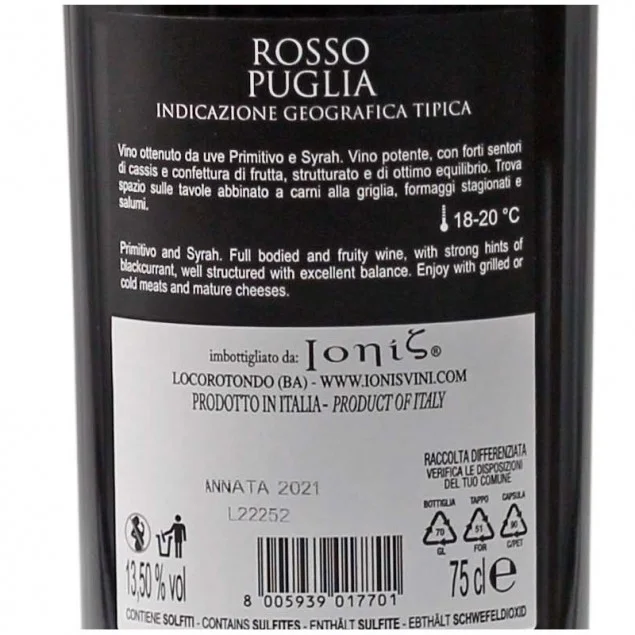 ROSSO
PUGLIA
INDICAZIONE GEOGRAFICA TIPICA
Vino ottenuto da uve Primitivo e Syrah. Vino potente, con forti sentori
di cassis e confettura di frutta, strutturato e di ottimo equilibrio. Trova
spazio sulle tavole abbinato a carni alla griglia, formaggi stagionati e
salumi.
18-20 °C
Primitivo and Syrah. Full bodied and fruity wine, with strong hints of
blackcurrant, well structured with excellent balance. Enjoy with grilled or
cold meats and mature cheeses.
imbottigliato da: Ioniς®
LOCOROTONDO (BA) - WWW.IONISVINI.COM
PRODOTTO IN ITALIA - PRODUCT OF ITALY
RACCOLTA DIFFERENZIATA
VERIFICA LE DISPOSIZIONI
DEL TUO COMUNE
ANNATA 2021
L22252
BOTTIGLIA TAPPO CAPSULA
70 51 90
GL FOR C/PET
13,50 % vol
75 cl e
8 005939 017701
CONTIENE SOLFITI - CONTAINS SULFITES - ENTHÄLT SULFITE - EBTHÄLT SCHWEFELDIOXID